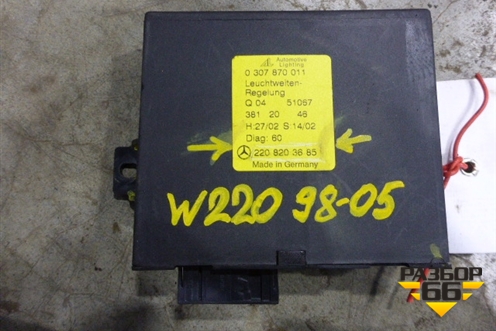 Automotive
Lighting
0 307 870 011
Leuchtweiten-
Regelung
Q 04 51067
381 20 46
H:27/02 S:14/02
Diag: 60
220 820 36 85
Made in Germany
W220 98-05
РАЗБОР
66